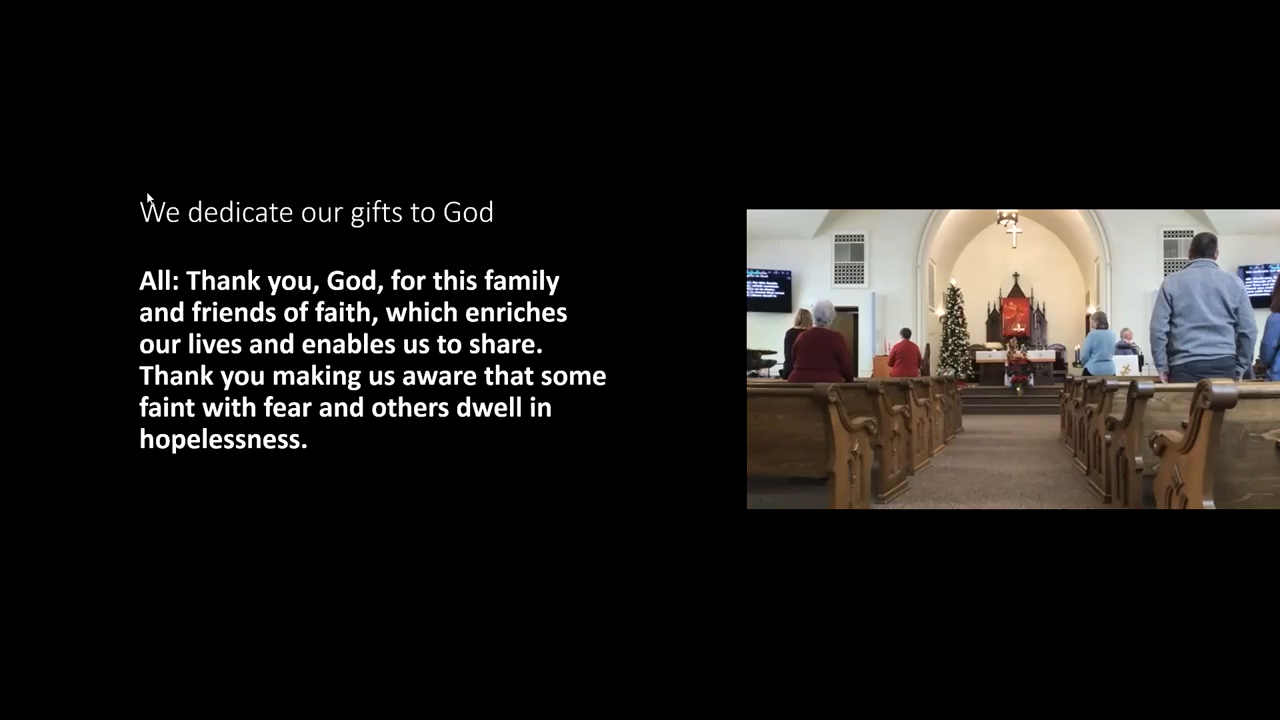 We dedicate our gifts to God
All: Thank you, God, for this family
and friends of faith, which enriches
our lives and enables us to share.
Thank you making us aware that some
faint with fear and others dwell in
hopelessness.